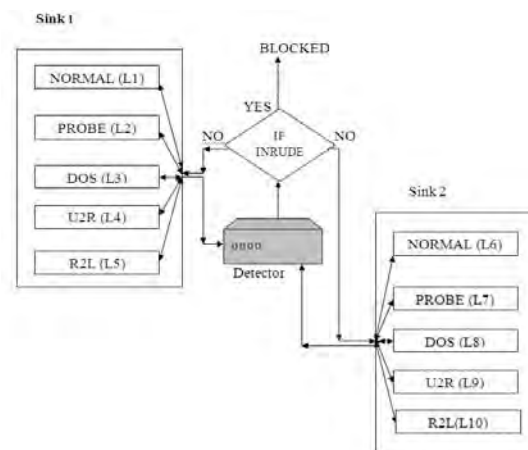 Sink 1
BLOCKED
NORMAL (L1)
YES
PROBE (L2)
NO
IF
INRUDE
NO
DOS (L3)
U2R (L4)
R2L (L5)
Detector
Sink 2
NORMAL (L6)
PROBE (L7)
DOS (L8)
U2R (L9)
R2L(L10)